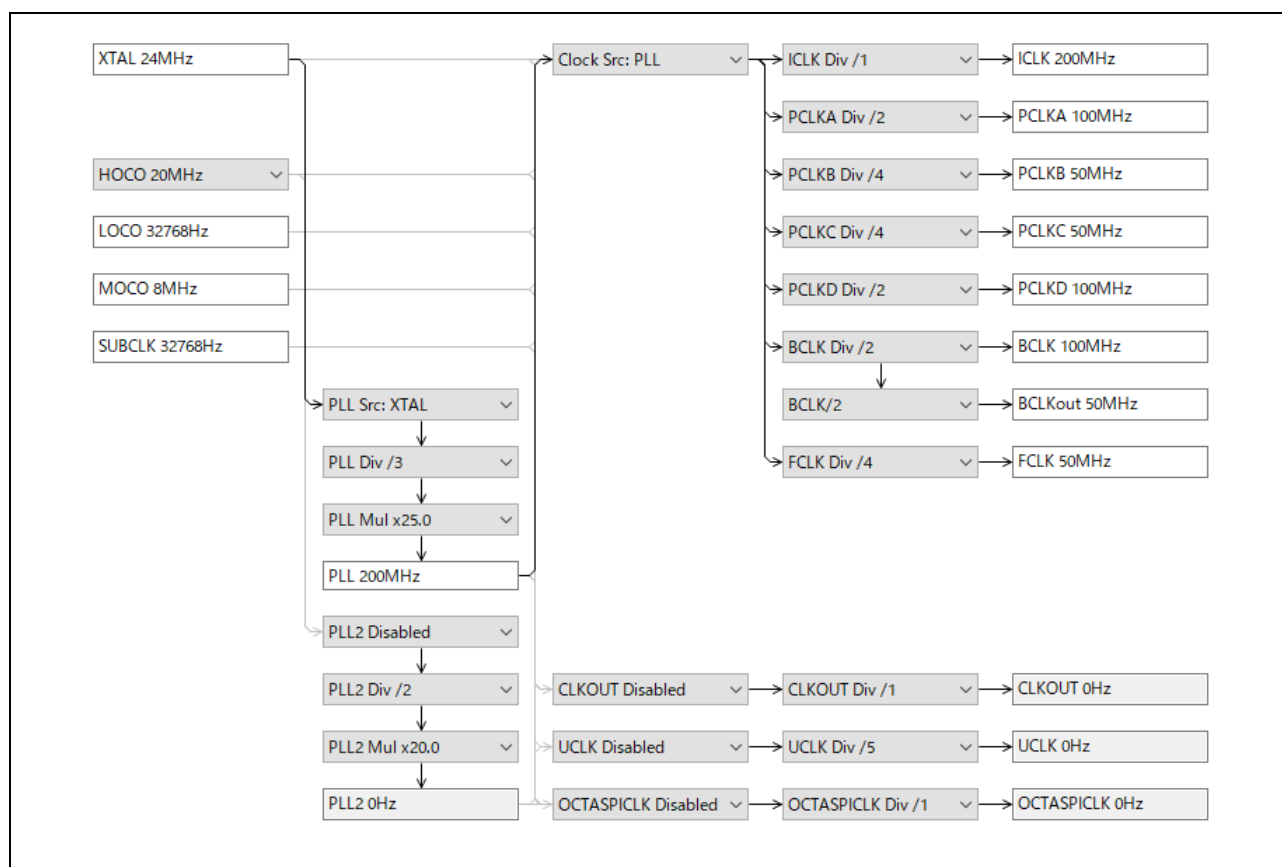 XTAL 24MHz
Clock Src: PLL
ICLK Div /1
ICLK 200MHz
PCLKA Div /2
PCLKA 100MHz
HOCO 20MHz
PCLKB Div /4
PCLKB 50MHz
LOCO 32768Hz
PCLKC Div /4
PCLKC 50MHz
MOCO 8MHz
PCLKD Div /2
PCLKD 100MHz
SUBCLK 32768Hz
BCLK Div /2
BCLK 100MHz
PLL Src: XTAL
BCLK/2
BCLKout 50MHz
PLL Div /3
FCLK Div /4
FCLK 50MHz
PLL Mul x25.0
PLL 200MHz
PLL2 Disabled
PLL2 Div /2
CLKOUT Disabled
CLKOUT Div /1
CLKOUT 0Hz
PLL2 Mul x20.0
UCLK Disabled
UCLK Div /5
UCLK 0Hz
PLL2 0Hz
OCTASPICLK Disabled
OCTASPICLK Div /1
OCTASPICLK 0Hz